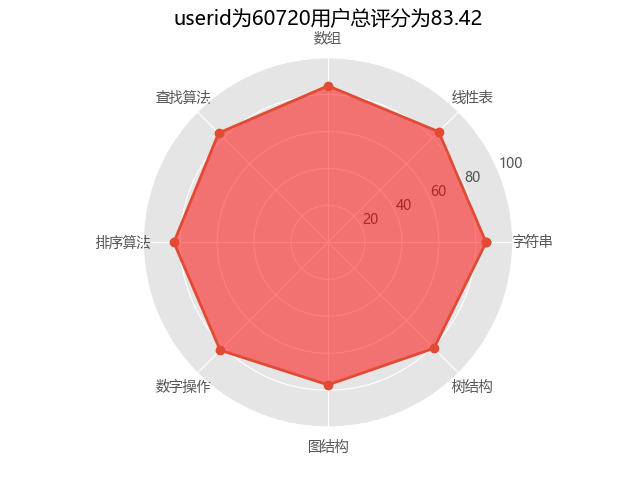 userid为60720用户总评分为83.42
数组
查找算法
线性表
100
80
60
40
20
排序算法
字符串
数字操作
树结构
图结构